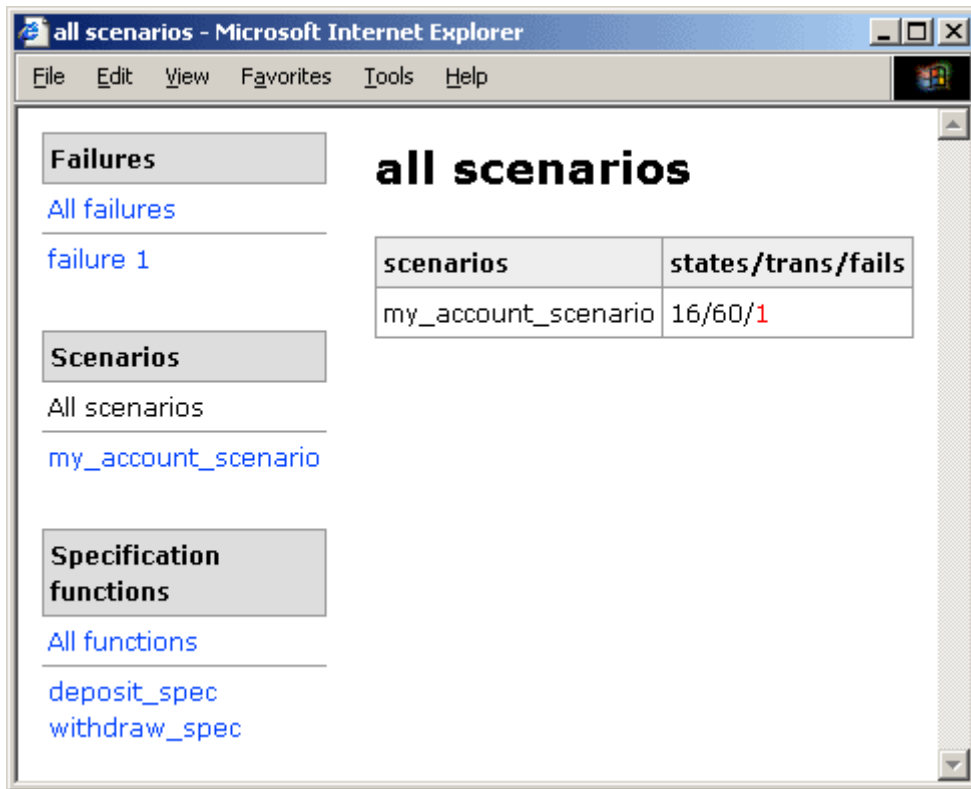 all scenarios - Microsoft Internet Explorer
File Edit View Favorites Tools Help
Failures
All failures
failure 1
Scenarios
All scenarios
my_account_scenario
Specification
functions
All functions
deposit_spec
withdraw_spec
all scenarios
scenarios states/trans/fails
my_account_scenario 16/60/1